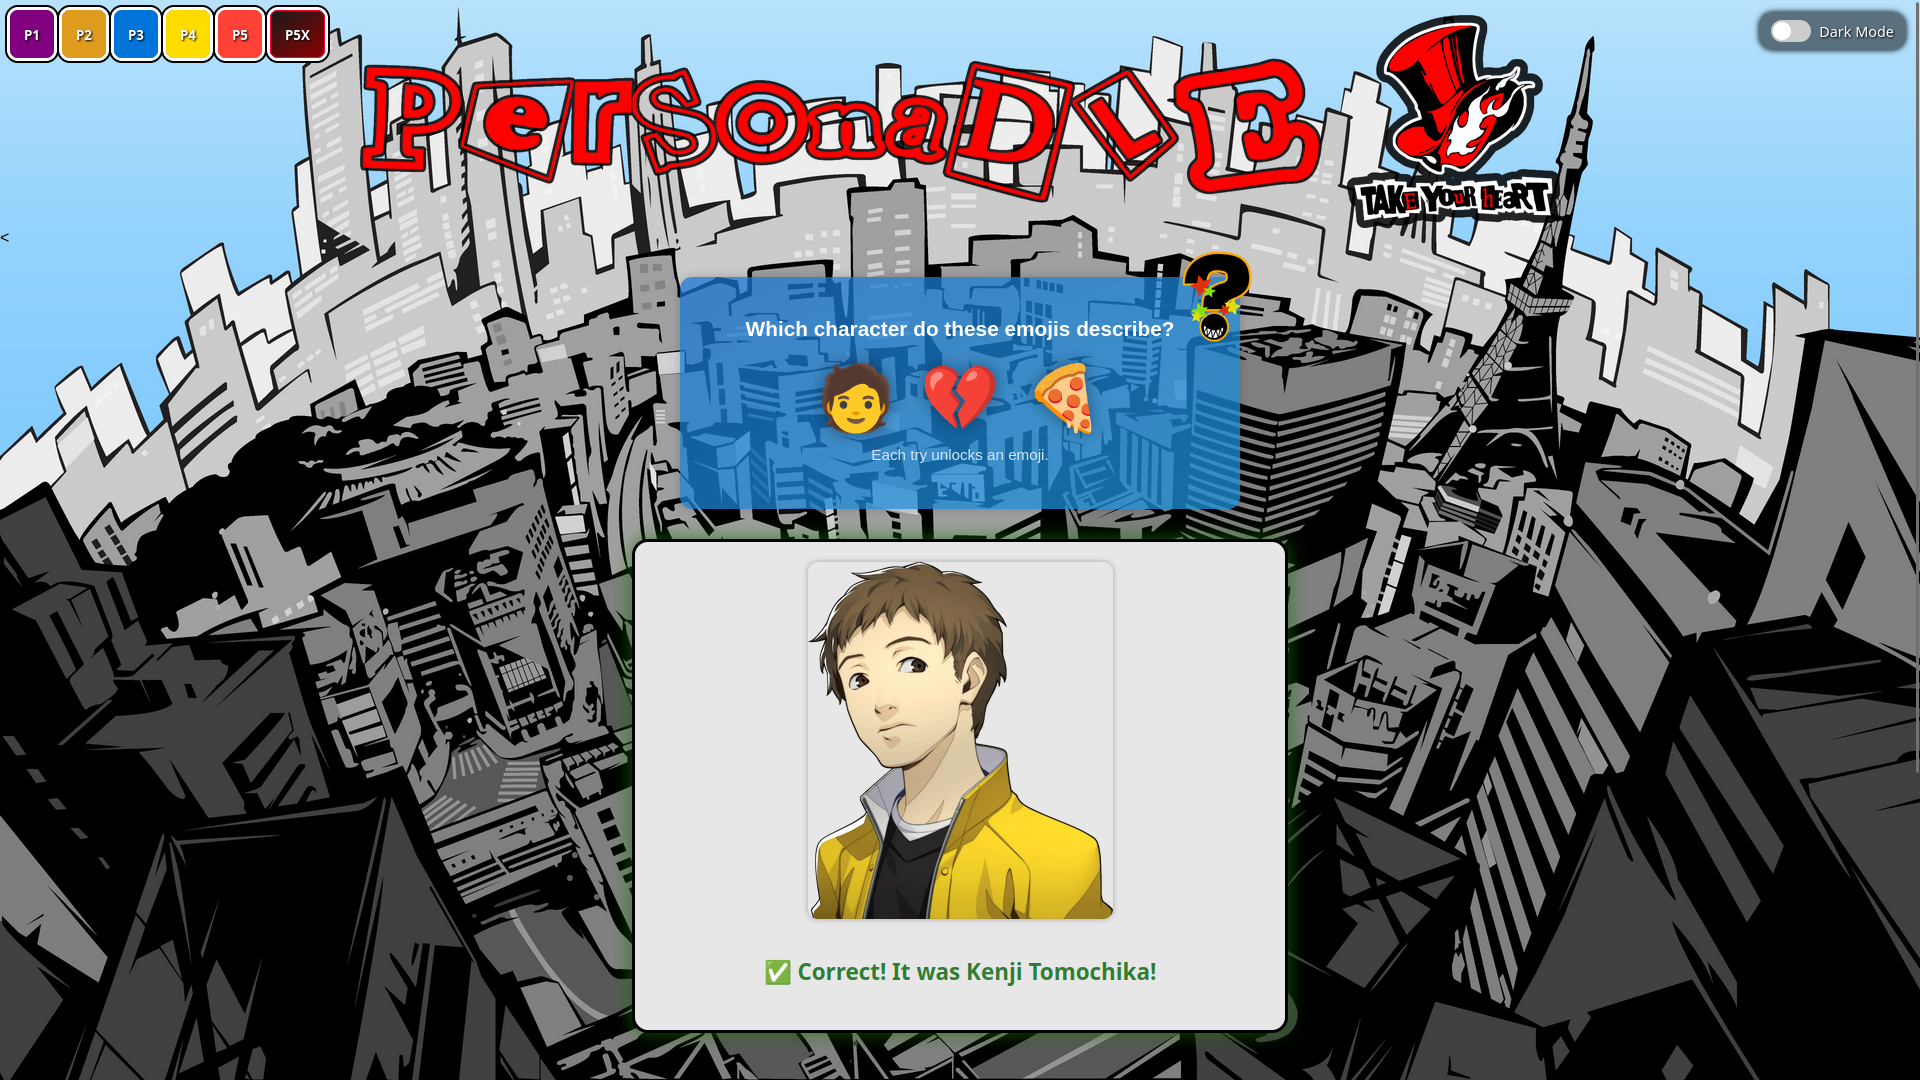 P1 P2 P3 P4 P5 P5X
Dark Mode
PersonaDLE
TAKE YOUR HEART
<
Which character do these emojis describe?
Each try unlocks an emoji.
✅ Correct! It was Kenji Tomochika!